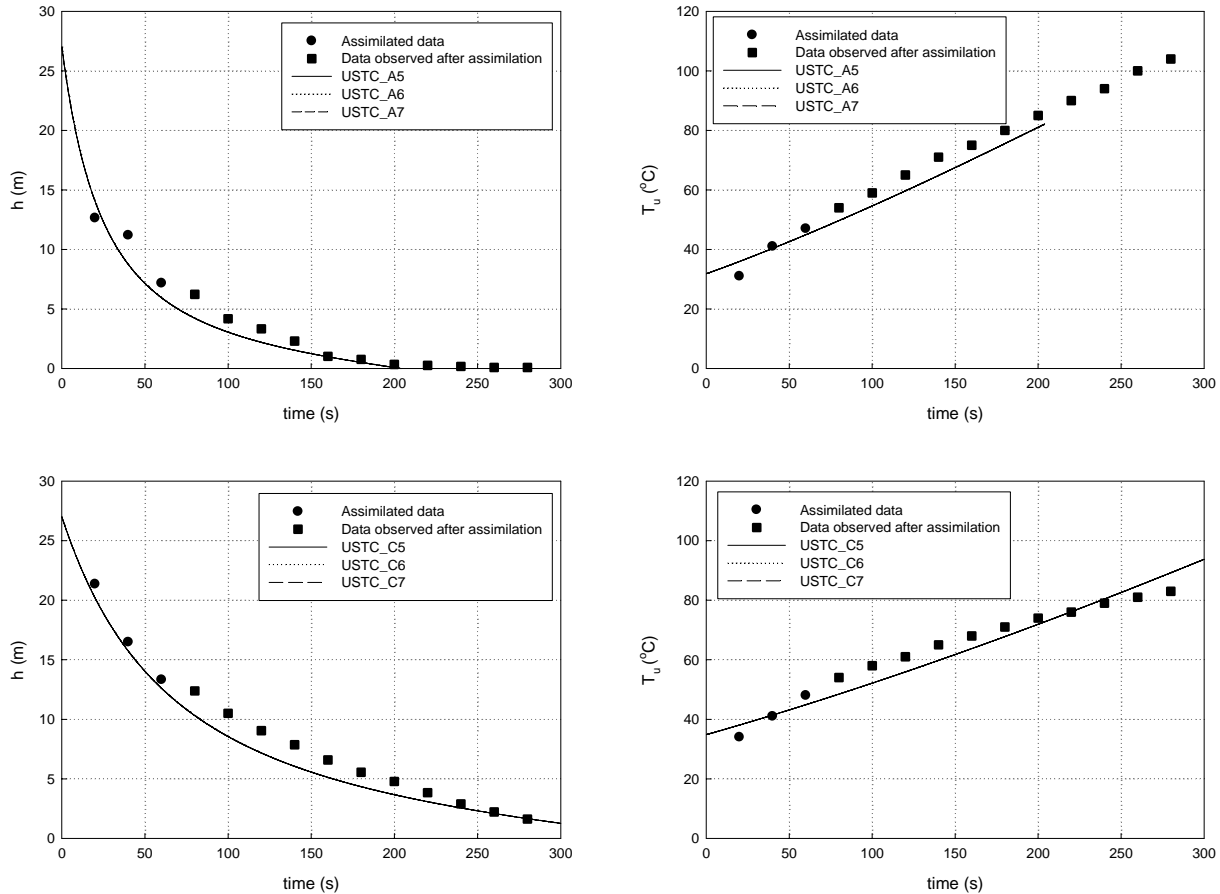 30
25
20
15
10
5
0
h (m)
0 50 100 150 200 250 300
time (s)
Assimilated data
Data observed after assimilation
USTC_A5
USTC_A6
USTC_A7
120
100
80
60
40
20
0
T_u (°C)
0 50 100 150 200 250 300
time (s)
Assimilated data
Data observed after assimilation
USTC_A5
USTC_A6
USTC_A7
30
25
20
15
10
5
0
h (m)
0 50 100 150 200 250 300
time (s)
Assimilated data
Data observed after assimilation
USTC_C5
USTC_C6
USTC_C7
120
100
80
60
40
20
0
T_u (°C)
0 50 100 150 200 250 300
time (s)
Assimilated data
Data observed after assimilation
USTC_C5
USTC_C6
USTC_C7